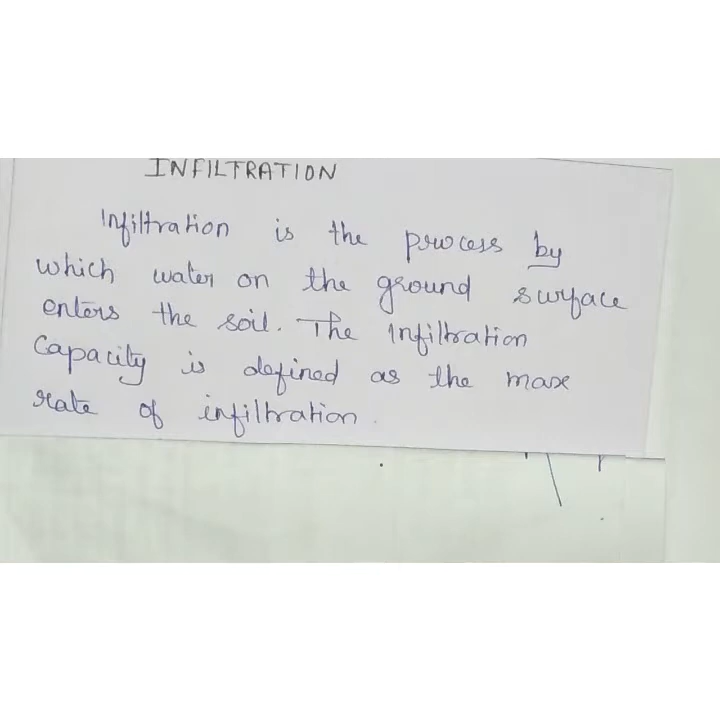 INFILTRATION
Infiltration is the process by
which water on the ground surface
enters the soil. The infiltration
Capacity is defined as the max
rate of infiltration.